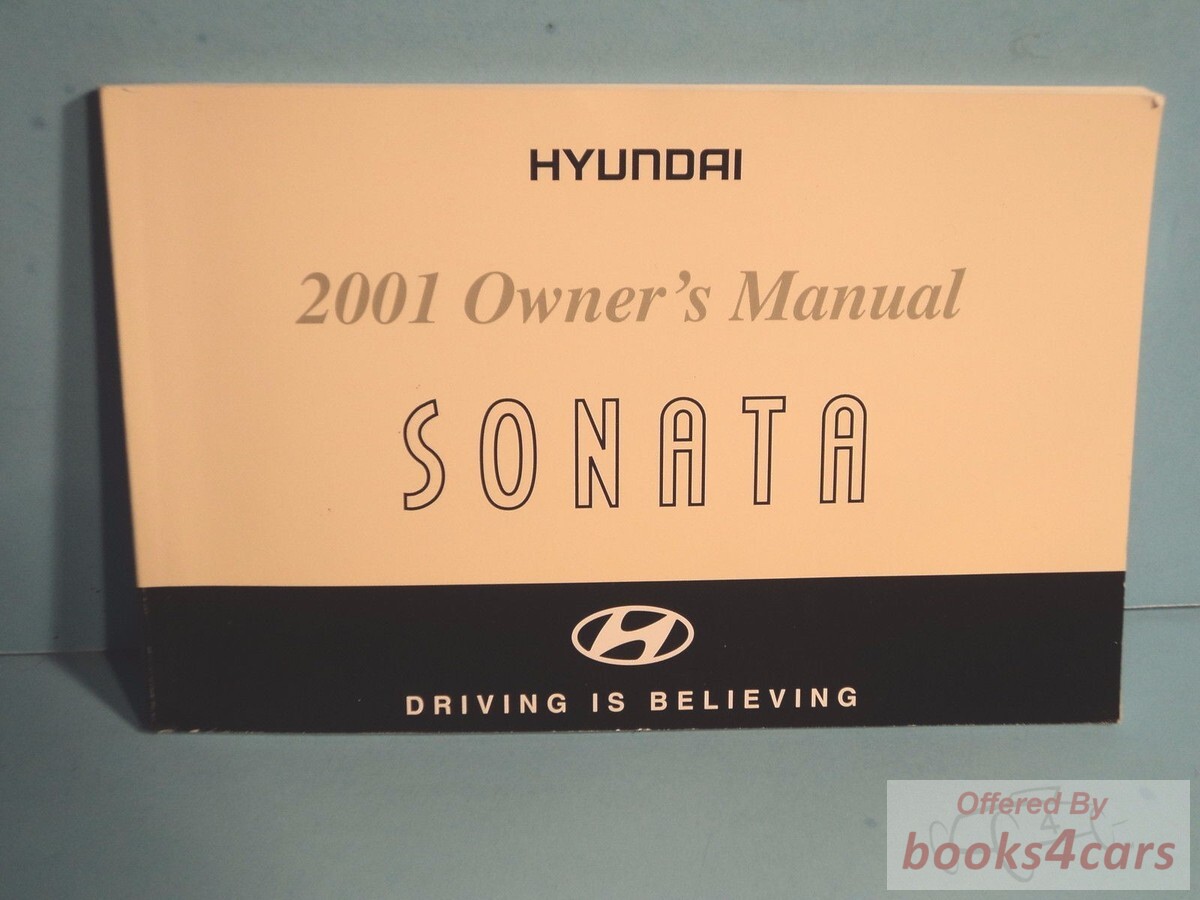 HYUNDAI
2001 Owner's Manual
SONATA
DRIVING IS BELIEVING
Offered By
books4cars